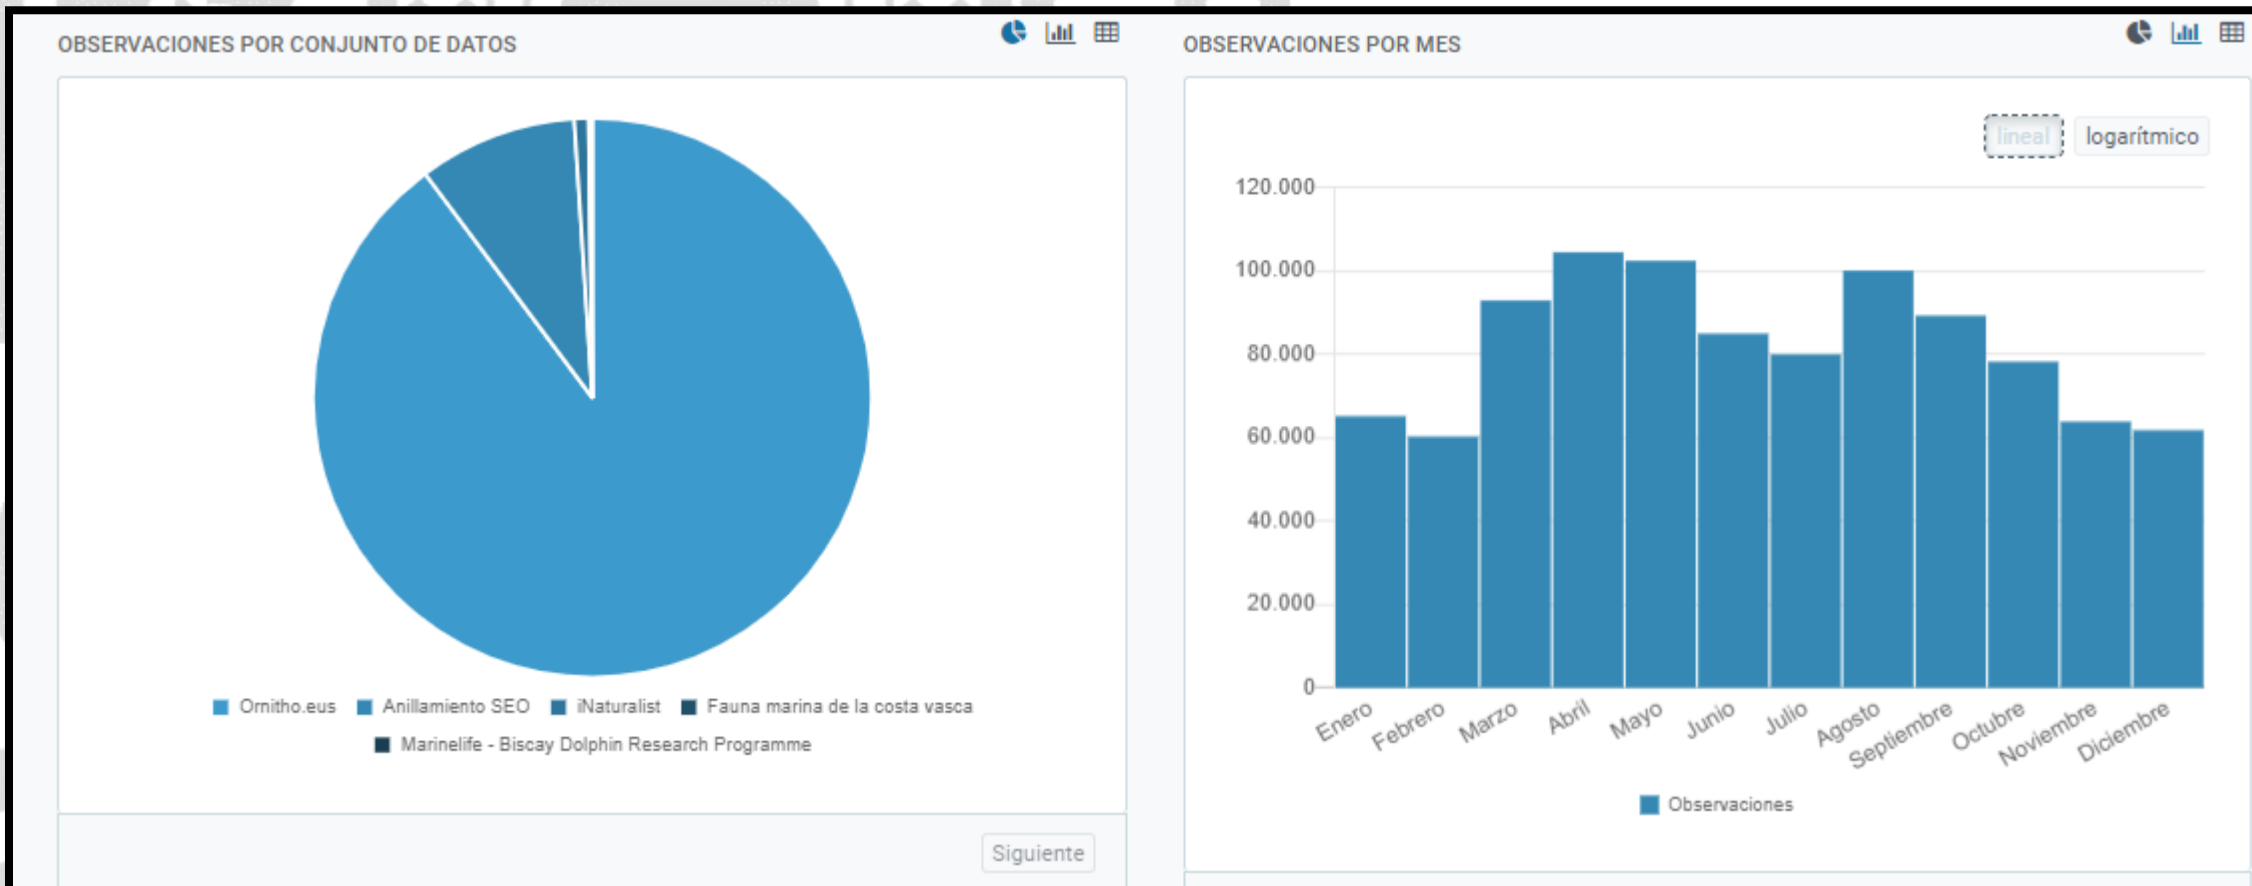 OBSERVACIONES POR CONJUNTO DE DATOS
Ornitho.eus Anillamiento SEO iNaturalist Fauna marina de la costa vasca
Marinelife - Biscay Dolphin Research Programme
Siguiente
OBSERVACIONES POR MES
lineal logarítmico
120.000
100.000
80.000
60.000
40.000
20.000
0
Enero Febrero Marzo Abril Mayo Junio Julio Agosto Septiembre Octubre Noviembre Diciembre
Observaciones